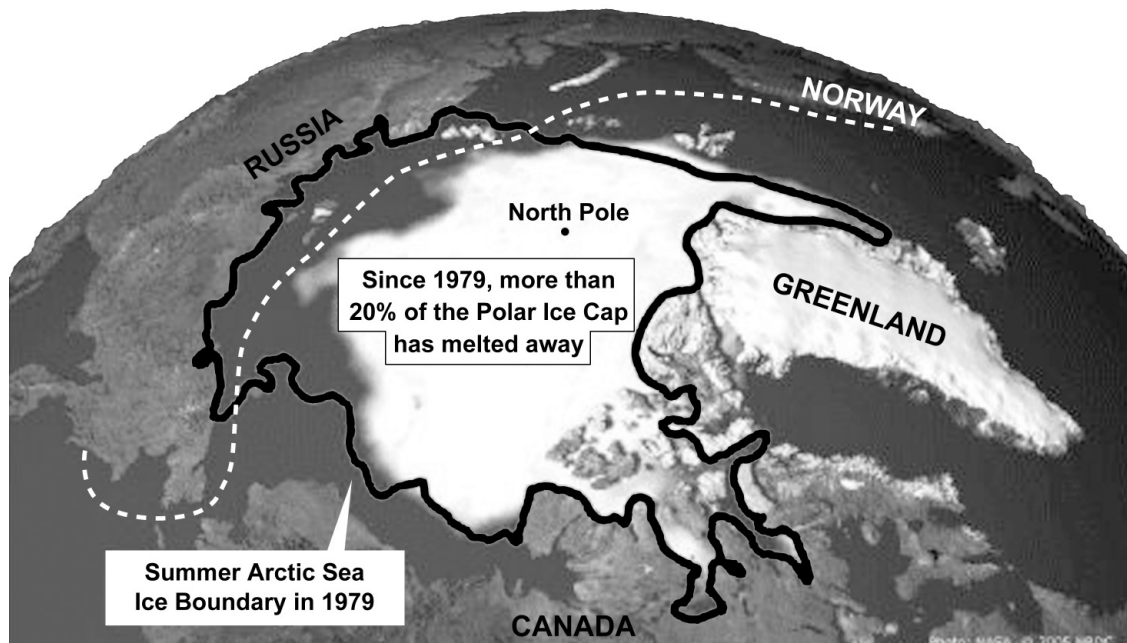 NORWAY
RUSSIA
North Pole
Since 1979, more than
20% of the Polar Ice Cap
has melted away
GREENLAND
Summer Arctic Sea
Ice Boundary in 1979
CANADA